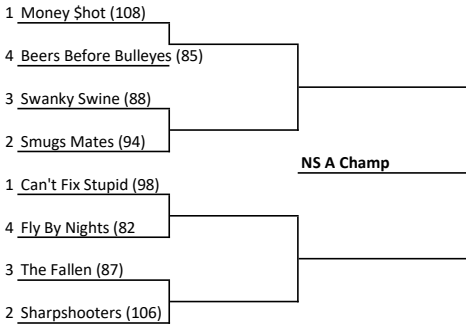 1 Money $hot (108)
4 Beers Before Bulleyes (85)
3 Swanky Swine (88)
2 Smugs Mates (94)
NS A Champ
1 Can't Fix Stupid (98)
4 Fly By Nights (82
3 The Fallen (87)
2 Sharpshooters (106)